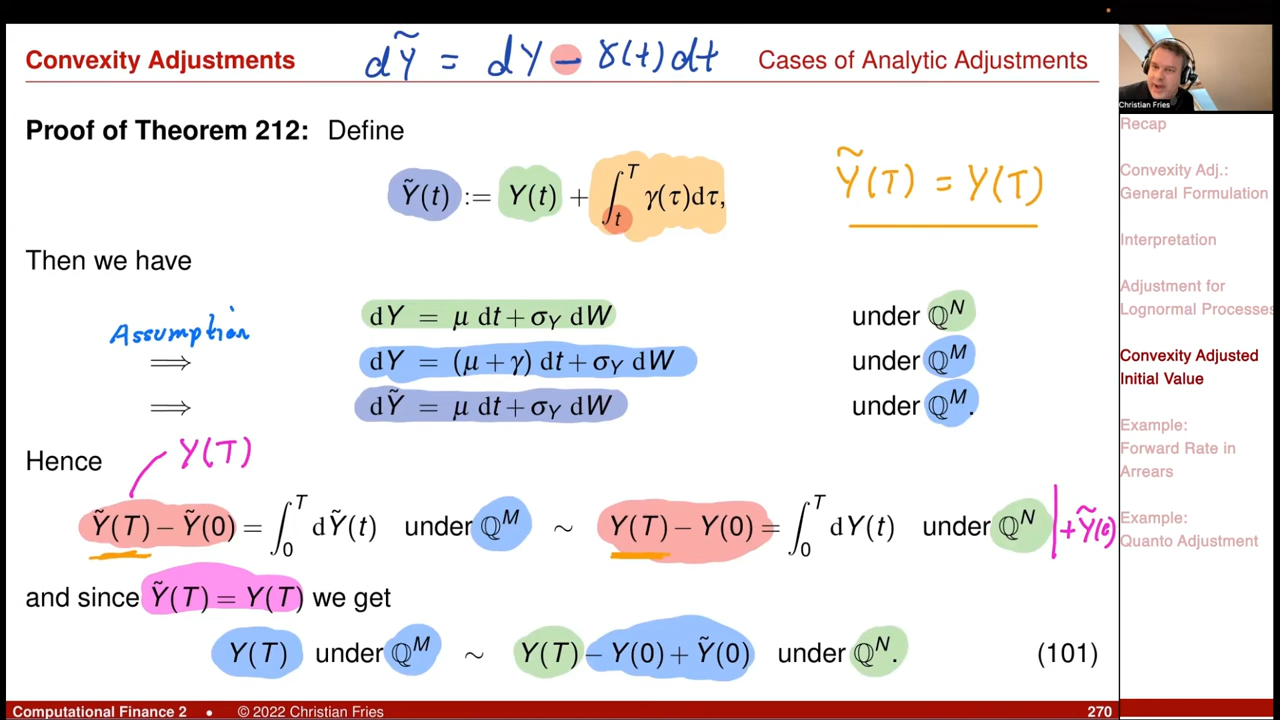 Convexity Adjustments
dỸ = dY − γ(t)dt
Cases of Analytic Adjustments
Christian Fries
Proof of Theorem 212: Define
Ỹ(t) := Y(t) + ∫_t^T γ(τ)dτ,
Ỹ(T) = Y(T)
Then we have
Assumption
dY = μ dt + σ_Y dW under ℚ^N
⟹ dY = (μ + γ) dt + σ_Y dW under ℚ^M
⟹ dỸ = μ dt + σ_Y dW under ℚ^M.
Hence
Y(T)
Ỹ(T) − Ỹ(0) = ∫_0^T dỸ(t) under ℚ^M ∼ Y(T) − Y(0) = ∫_0^T dY(t) under ℚ^N | +Ỹ(0)
and since Ỹ(T) = Y(T) we get
Y(T) under ℚ^M ∼ Y(T) − Y(0) + Ỹ(0) under ℚ^N. (101)
Recap
Convexity Adj.:
General Formulation
Interpretation
Adjustment for
Lognormal Processes
Convexity Adjusted
Initial Value
Example:
Forward Rate in
Arrears
Example:
Quanto Adjustment
Computational Finance 2 • © 2022 Christian Fries 270